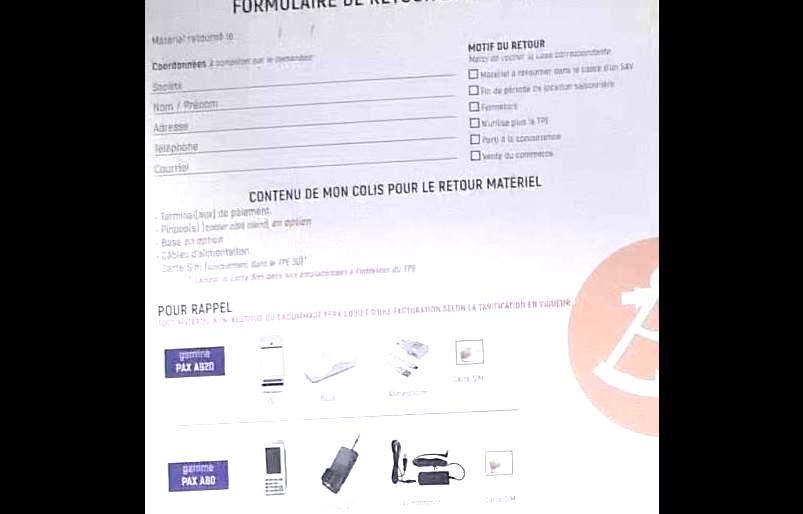 FORMULAIRE DE RETOUR
Matériel retourné le: / /
Coordonnées à compléter par le demandeur
Société
Nom / Prénom
Adresse
Téléphone
Courriel
MOTIF DU RETOUR
Merci de cocher la case correspondante
Matériel à retourner dans le cadre d'un SAV
Fin de période de location saisonnière
Fermeture
N'utilise plus le TPE
Parti à la concurrence
Vente du commerce
CONTENU DE MON COLIS POUR LE RETOUR MATÉRIEL
- Terminal(aux) de paiement
- Pinpad(s) (boitier côté client) en option
- Base en option
- Câbles d'alimentation
- Carte Sim (uniquement dans le TPE 3G)*
* Laissez la carte Sim dans son emplacement à l'intérieur du TPE
POUR RAPPEL
TOUT MATÉRIEL NON RESTITUÉ OU ENDOMMAGÉ FERA L'OBJET D'UNE FACTURATION SELON LA TARIFICATION EN VIGUEUR
gamme
PAX A920
Base
Alimentation
Carte SIM
gamme
PAX A80
Alimentation
Carte SIM